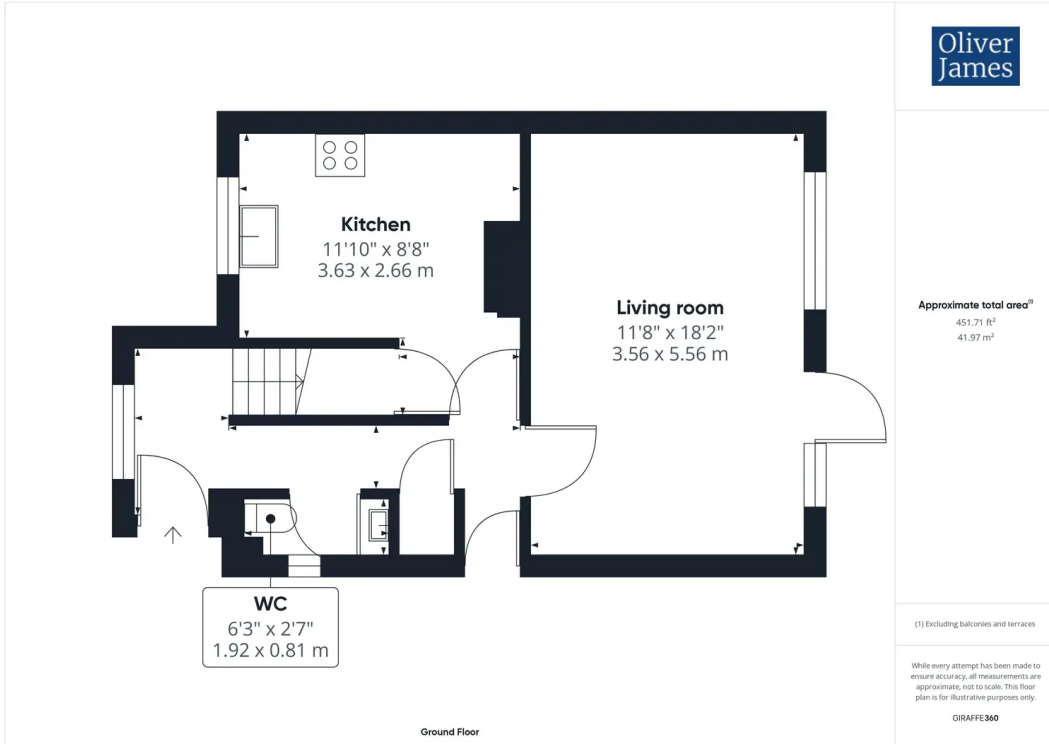 Oliver
James
Kitchen
11'10" x 8'8"
3.63 x 2.66 m
Living room
11'8" x 18'2"
3.56 x 5.56 m
WC
6'3" x 2'7"
1.92 x 0.81 m
Ground Floor
Approximate total area⁽¹⁾
451.71 ft²
41.97 m²
(1) Excluding balconies and terraces
While every attempt has been made to
ensure accuracy, all measurements are
approximate, not to scale. This floor
plan is for illustrative purposes only.
GIRAFFE360